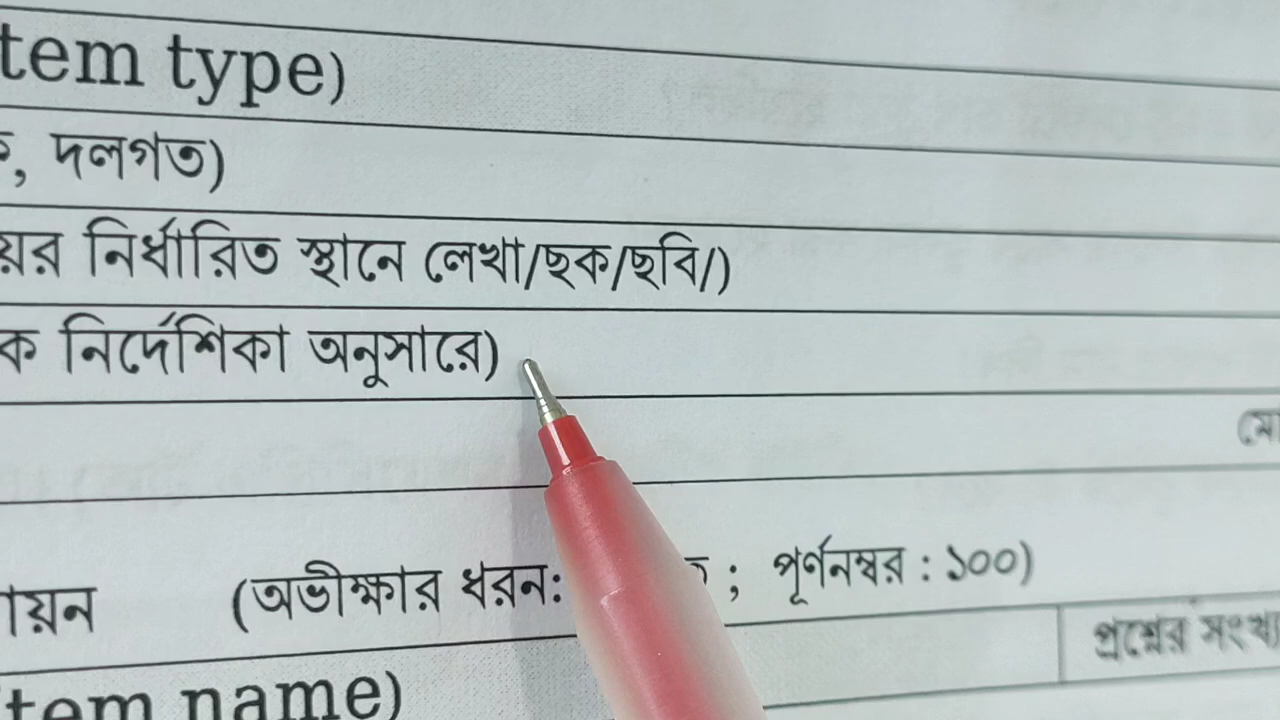 tem type)
, দলগত)
য়র নির্ধারিত স্থানে লেখা/ছক/ছবি/)
ক নির্দেশিকা অনুসারে)
মো
ায়ন (অভীক্ষার ধরন: ; পূর্ণনম্বর : ১০০)
প্রশ্নের সংখ্যা
tem name)